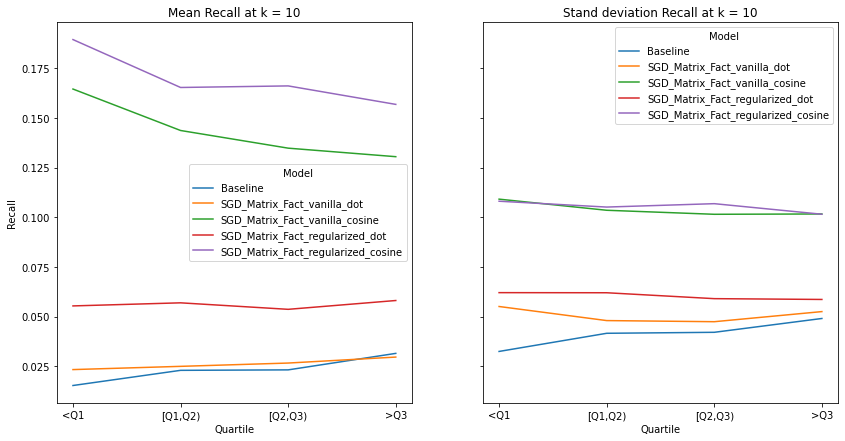 Mean Recall at k = 10
Recall
0.175
0.150
0.125
0.100
0.075
0.050
0.025
Model
Baseline
SGD_Matrix_Fact_vanilla_dot
SGD_Matrix_Fact_vanilla_cosine
SGD_Matrix_Fact_regularized_dot
SGD_Matrix_Fact_regularized_cosine
<Q1 [Q1,Q2) [Q2,Q3) >Q3
Quartile
Stand deviation Recall at k = 10
Model
Baseline
SGD_Matrix_Fact_vanilla_dot
SGD_Matrix_Fact_vanilla_cosine
SGD_Matrix_Fact_regularized_dot
SGD_Matrix_Fact_regularized_cosine
<Q1 [Q1,Q2) [Q2,Q3) >Q3
Quartile